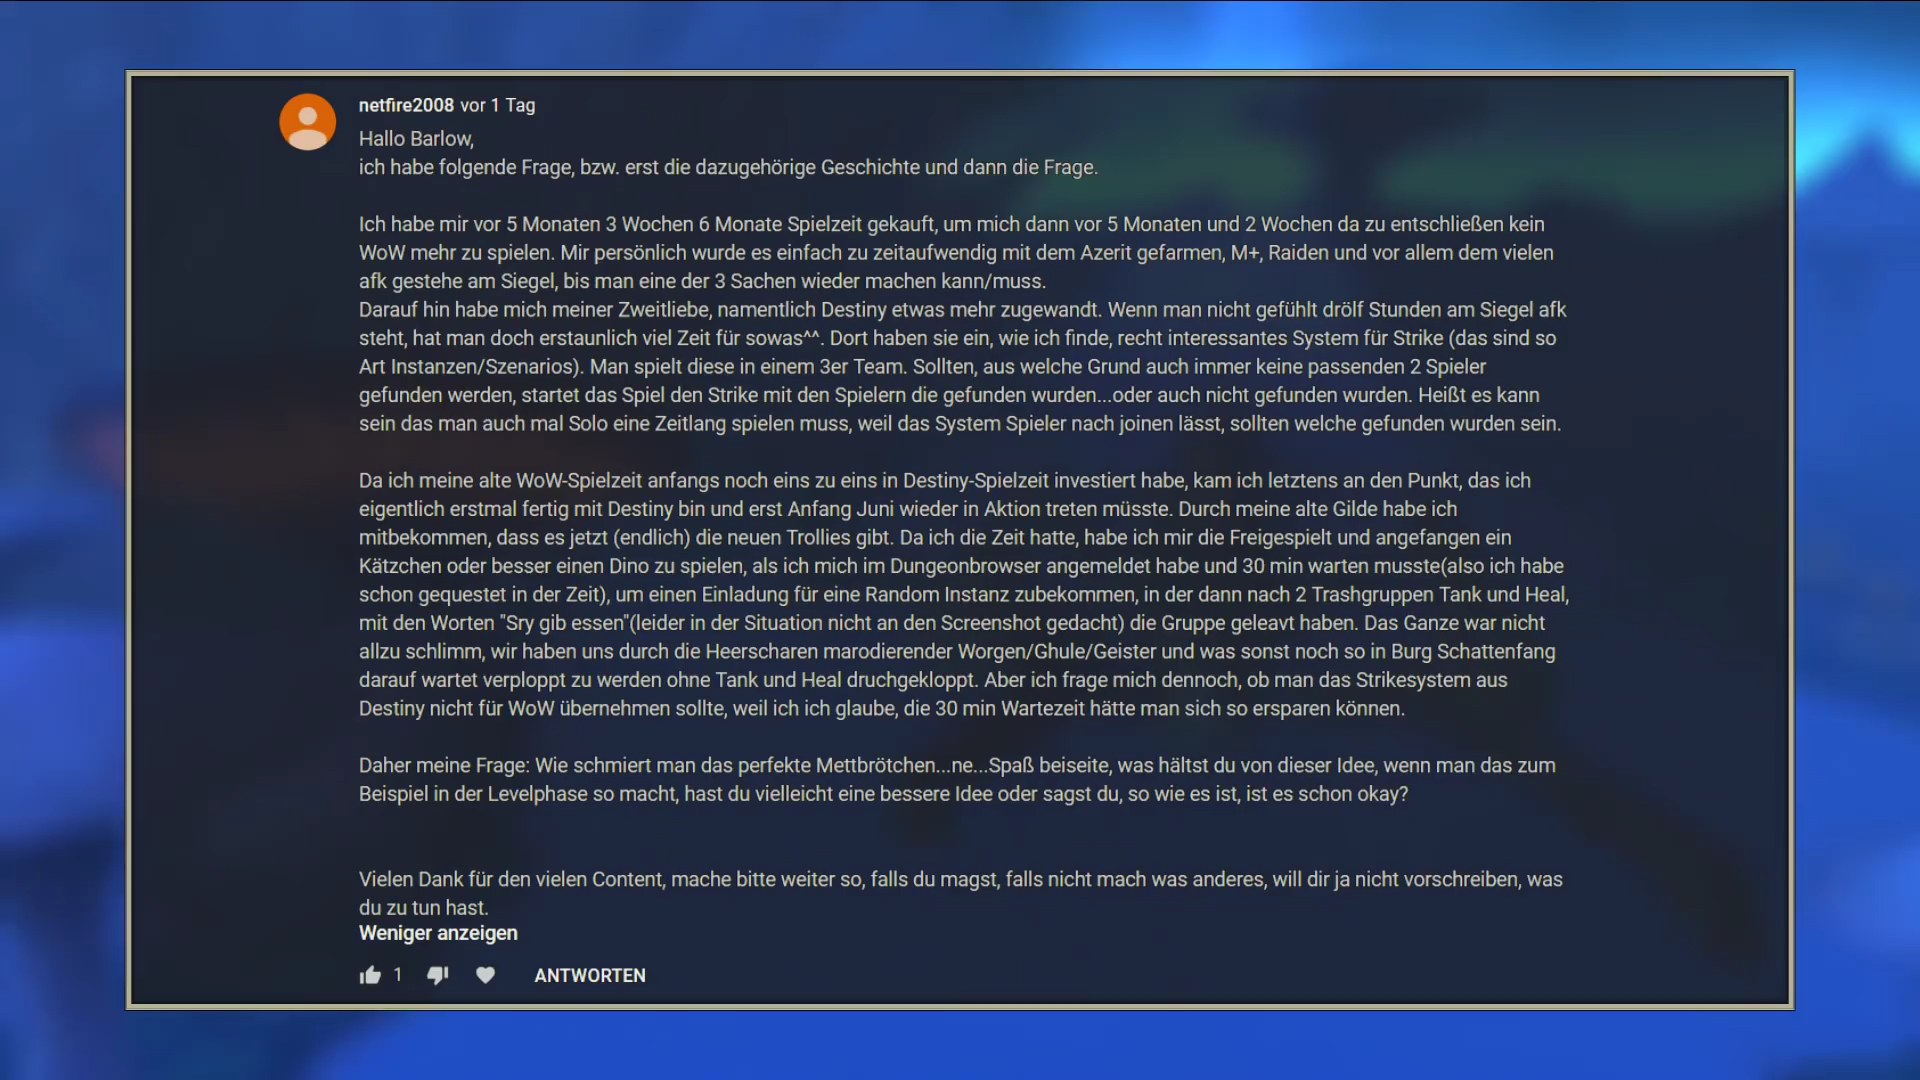 netfire2008 vor 1 Tag
Hallo Barlow,
ich habe folgende Frage, bzw. erst die dazugehörige Geschichte und dann die Frage.
Ich habe mir vor 5 Monaten 3 Wochen 6 Monate Spielzeit gekauft, um mich dann vor 5 Monaten und 2 Wochen da zu entschließen kein
WoW mehr zu spielen. Mir persönlich wurde es einfach zu zeitaufwendig mit dem Azerit gefarmen, M+, Raiden und vor allem dem vielen
afk gestehe am Siegel, bis man eine der 3 Sachen wieder machen kann/muss.
Darauf hin habe mich meiner Zweitliebe, namentlich Destiny etwas mehr zugewandt. Wenn man nicht gefühlt drölf Stunden am Siegel afk
steht, hat man doch erstaunlich viel Zeit für sowas^^. Dort haben sie ein, wie ich finde, recht interessantes System für Strike (das sind so
Art Instanzen/Szenarios). Man spielt diese in einem 3er Team. Sollten, aus welche Grund auch immer keine passenden 2 Spieler
gefunden werden, startet das Spiel den Strike mit den Spielern die gefunden wurden...oder auch nicht gefunden wurden. Heißt es kann
sein das man auch mal Solo eine Zeitlang spielen muss, weil das System Spieler nach joinen lässt, sollten welche gefunden wurden sein.
Da ich meine alte WoW-Spielzeit anfangs noch eins zu eins in Destiny-Spielzeit investiert habe, kam ich letztens an den Punkt, das ich
eigentlich erstmal fertig mit Destiny bin und erst Anfang Juni wieder in Aktion treten müsste. Durch meine alte Gilde habe ich
mitbekommen, dass es jetzt (endlich) die neuen Trollies gibt. Da ich die Zeit hatte, habe ich mir die Freigespielt und angefangen ein
Kätzchen oder besser einen Dino zu spielen, als ich mich im Dungeonbrowser angemeldet habe und 30 min warten musste(also ich habe
schon gequestet in der Zeit), um einen Einladung für eine Random Instanz zubekommen, in der dann nach 2 Trashgruppen Tank und Heal,
mit den Worten "Sry gib essen"(leider in der Situation nicht an den Screenshot gedacht) die Gruppe geleavt haben. Das Ganze war nicht
allzu schlimm, wir haben uns durch die Heerscharen marodierender Worgen/Ghule/Geister und was sonst noch so in Burg Schattenfang
darauf wartet verploppt zu werden ohne Tank und Heal druchgekloppt. Aber ich frage mich dennoch, ob man das Strikesystem aus
Destiny nicht für WoW übernehmen sollte, weil ich ich glaube, die 30 min Wartezeit hätte man sich so ersparen können.
Daher meine Frage: Wie schmiert man das perfekte Mettbrötchen...ne...Spaß beiseite, was hältst du von dieser Idee, wenn man das zum
Beispiel in der Levelphase so macht, hast du vielleicht eine bessere Idee oder sagst du, so wie es ist, ist es schon okay?
Vielen Dank für den vielen Content, mache bitte weiter so, falls du magst, falls nicht mach was anderes, will dir ja nicht vorschreiben, was
du zu tun hast.
Weniger anzeigen
1 ANTWORTEN